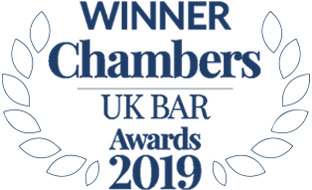 WINNER
Chambers
UK BAR
Awards
2019